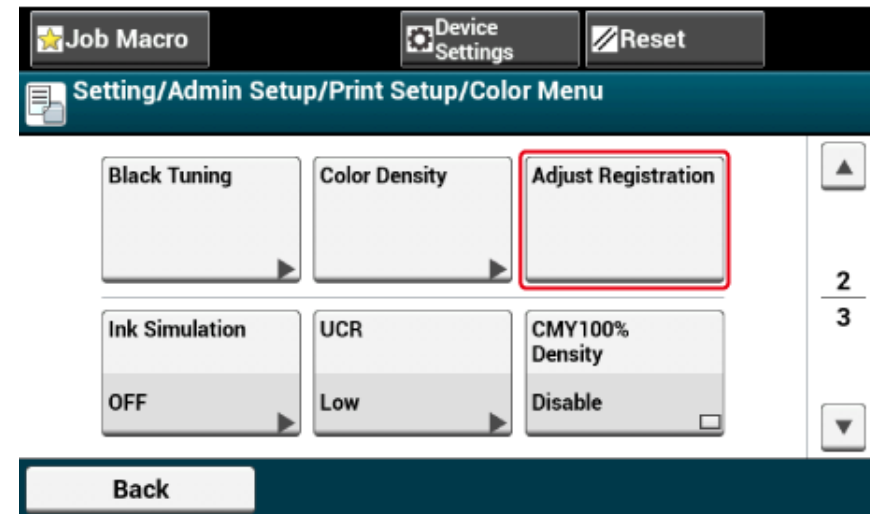 Job Macro
Device
Settings
Reset
Setting/Admin Setup/Print Setup/Color Menu
Black Tuning
Color Density
Adjust Registration
2
3
Ink Simulation
OFF
UCR
Low
CMY100%
Density
Disable
Back